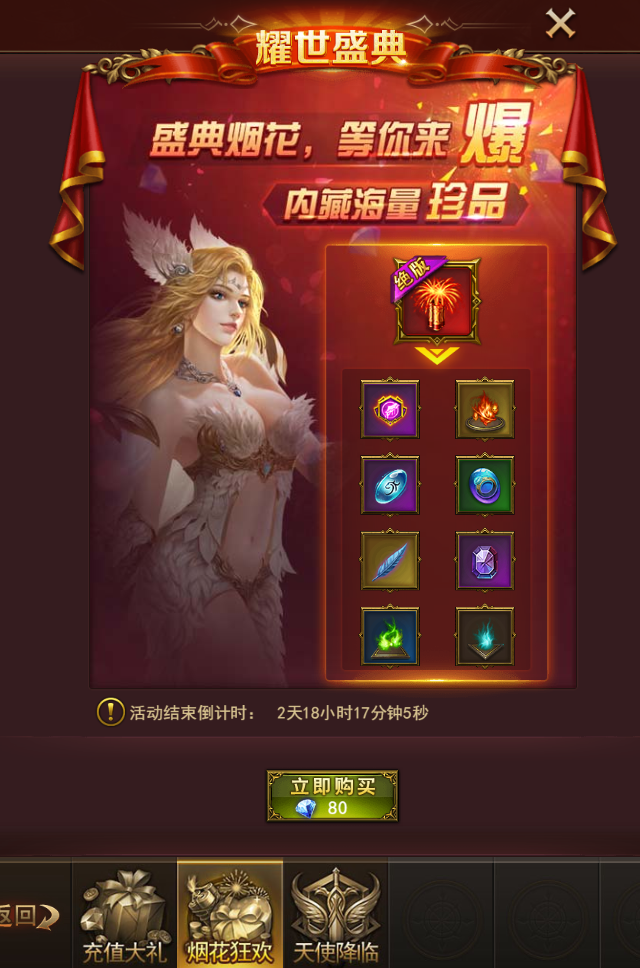 耀世盛典
盛典烟花，等你来爆
内藏海量珍品
绝版
活动结束倒计时： 2天18小时17分钟5秒
立即购买
80
返回
充值大礼
烟花狂欢
天使降临